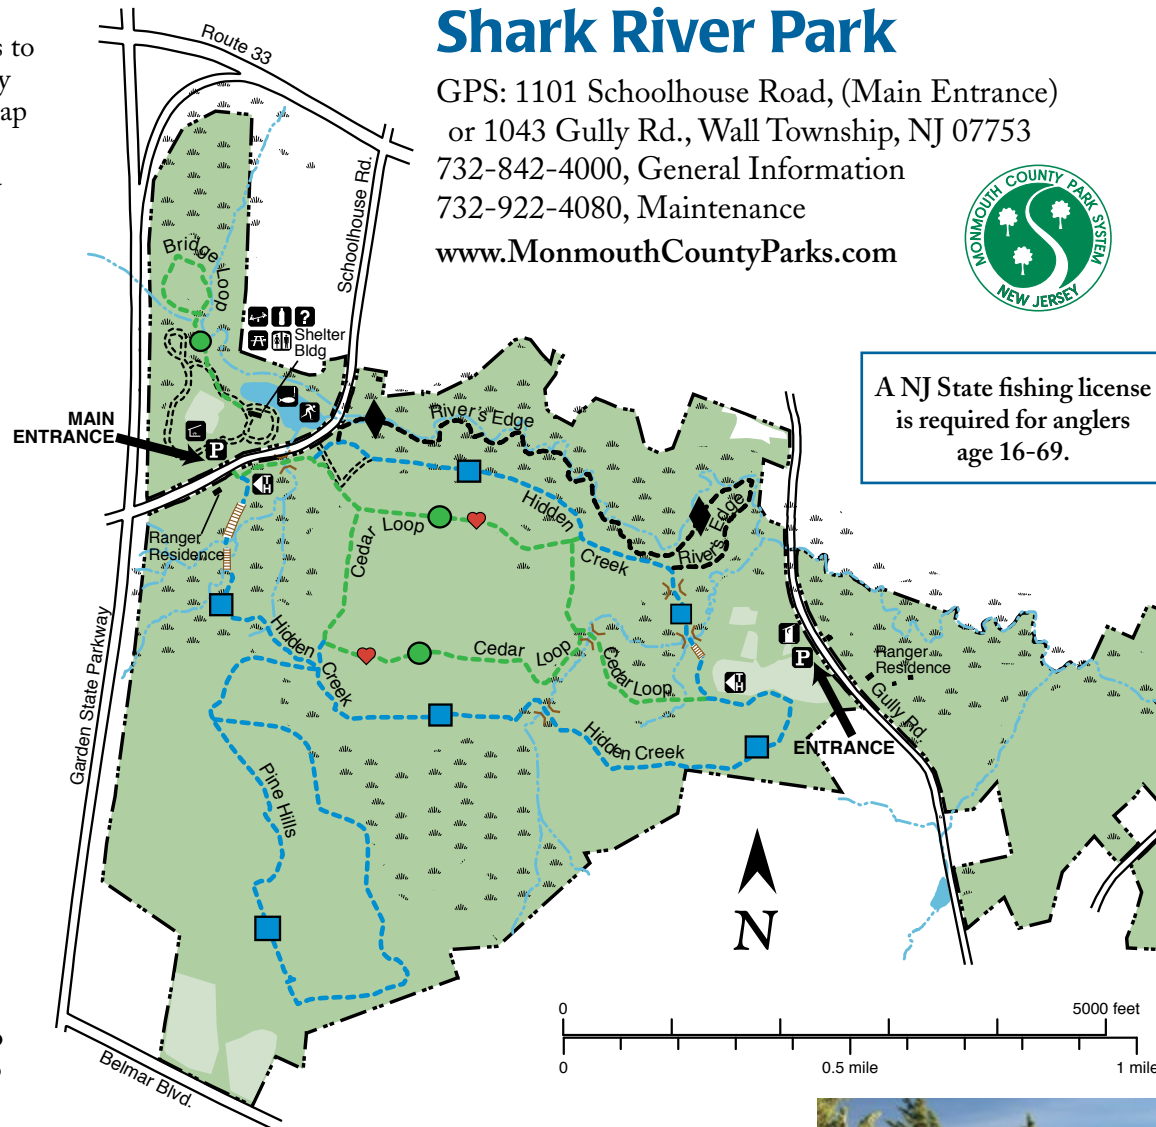 s to
y
ap
Shark River Park
GPS: 1101 Schoolhouse Road, (Main Entrance)
or 1043 Gully Rd., Wall Township, NJ 07753
732-842-4000, General Information
732-922-4080, Maintenance
www.MonmouthCountyParks.com
MONMOUTH COUNTY PARK SYSTEM
NEW JERSEY
A NJ State fishing license
is required for anglers
age 16-69.
Route 33
Schoolhouse Rd.
Bridge Loop
?
Shelter
Bldg
MAIN
ENTRANCE
P
River's Edge
Hidden
Creek
Loop
Cedar
River's Edge
Ranger
Residence
Garden State Parkway
Hidden
Creek
Cedar
Loop
Cedar Loop
Hidden Creek
P
Ranger
Residence
Gully Rd.
ENTRANCE
Pine Hills
N
Belmar Blvd.
0
5000 feet
0
0.5 mile
1 mile